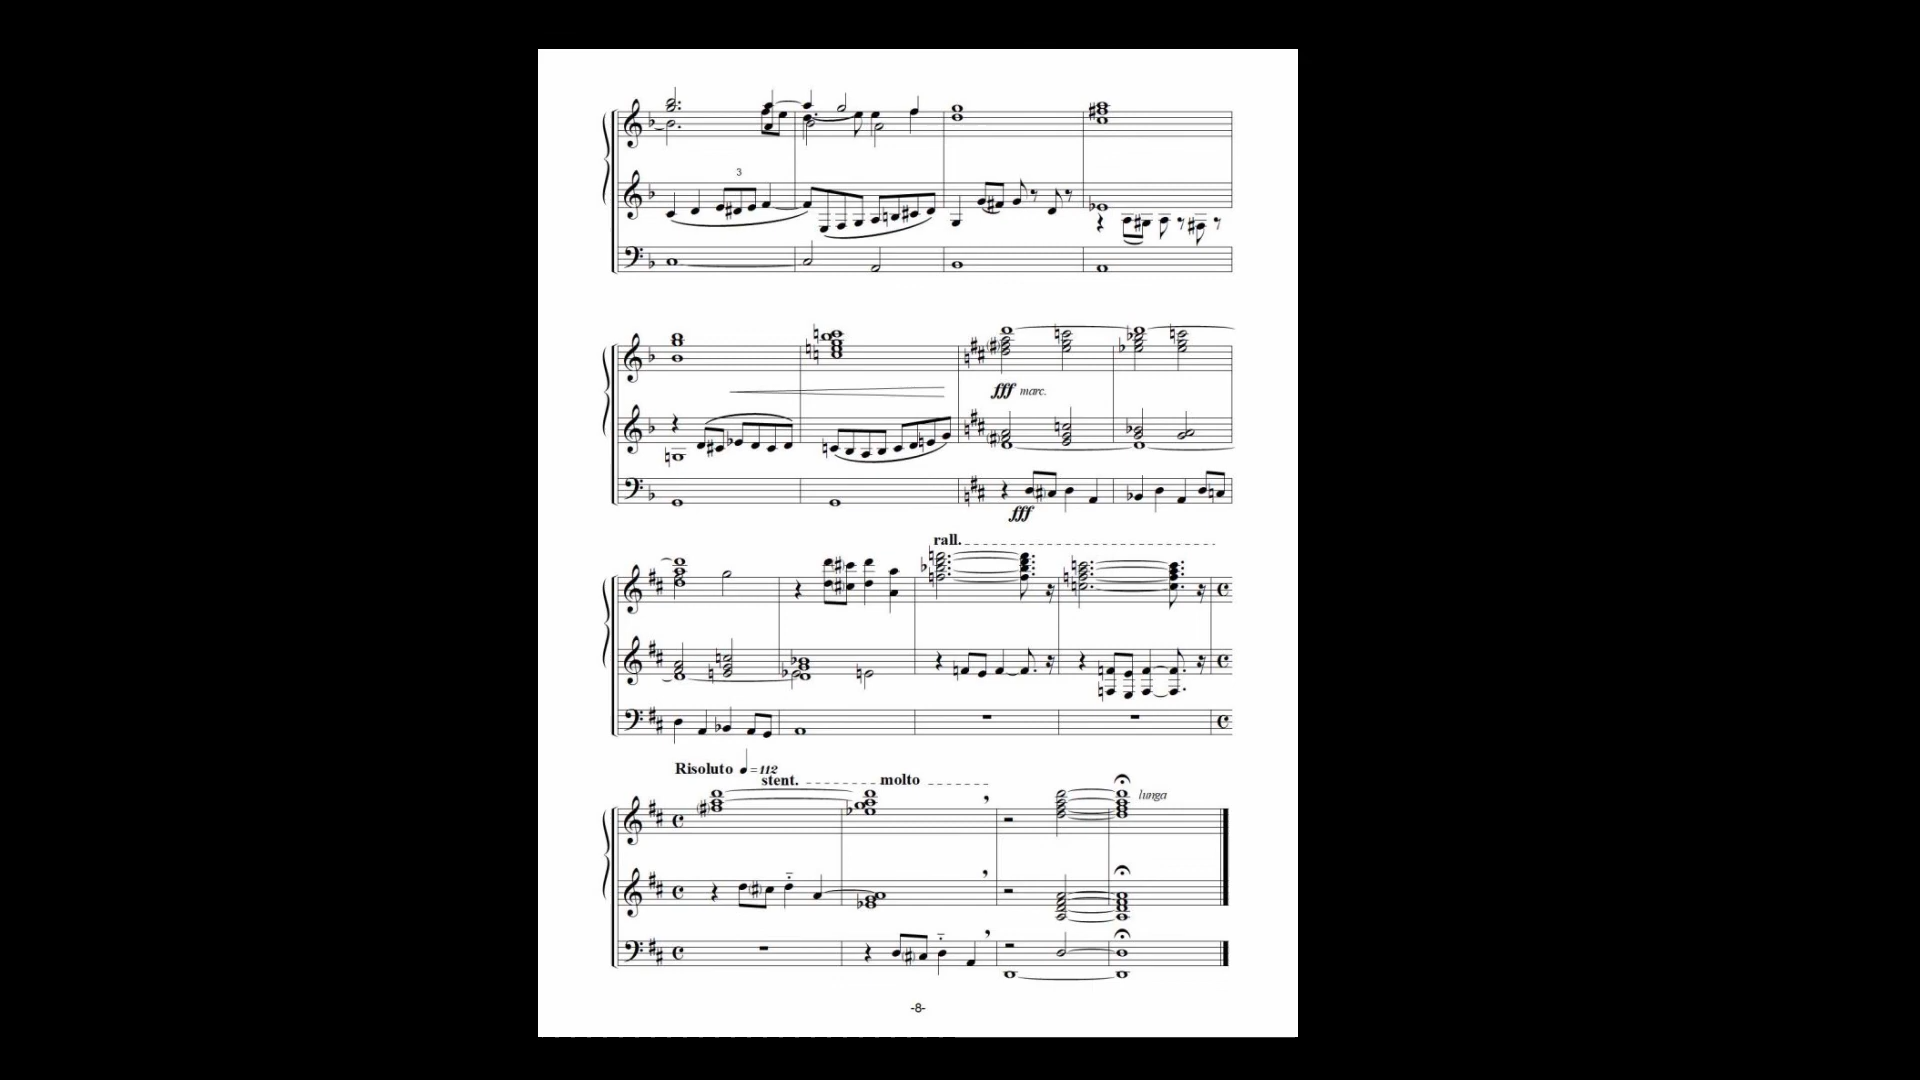 3
fff marc.
fff
rall.
Risoluto ♩=112
stent. molto
lunga
-8-